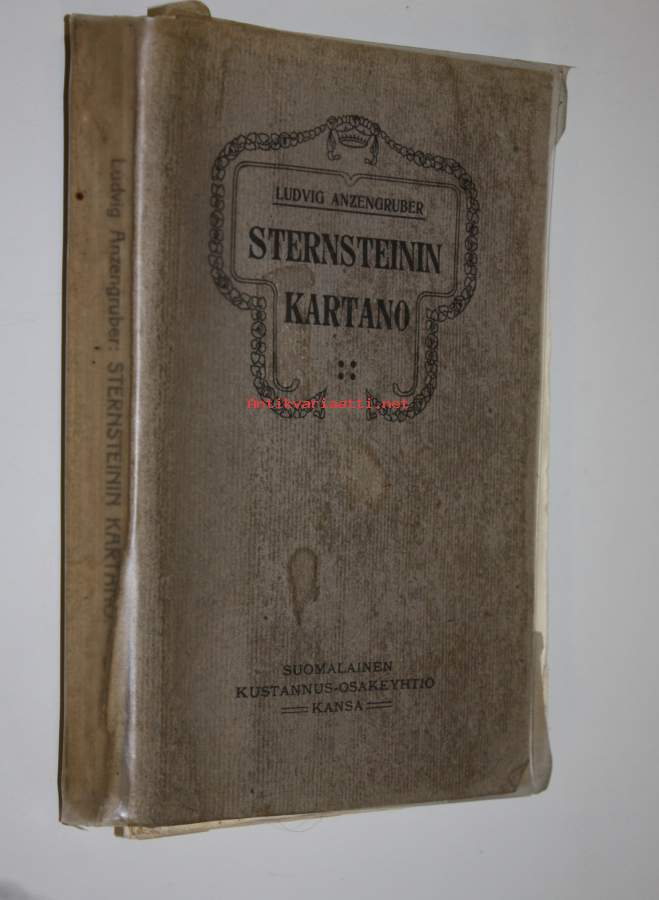 Ludvig Anzengruber: STERNSTEININ KARTANO
LUDVIG ANZENGRUBER
STERNSTEININ
KARTANO
Antikvariaatti.net
SUOMALAINEN
KUSTANNUS-OSAKEYHTIÖ
KANSA